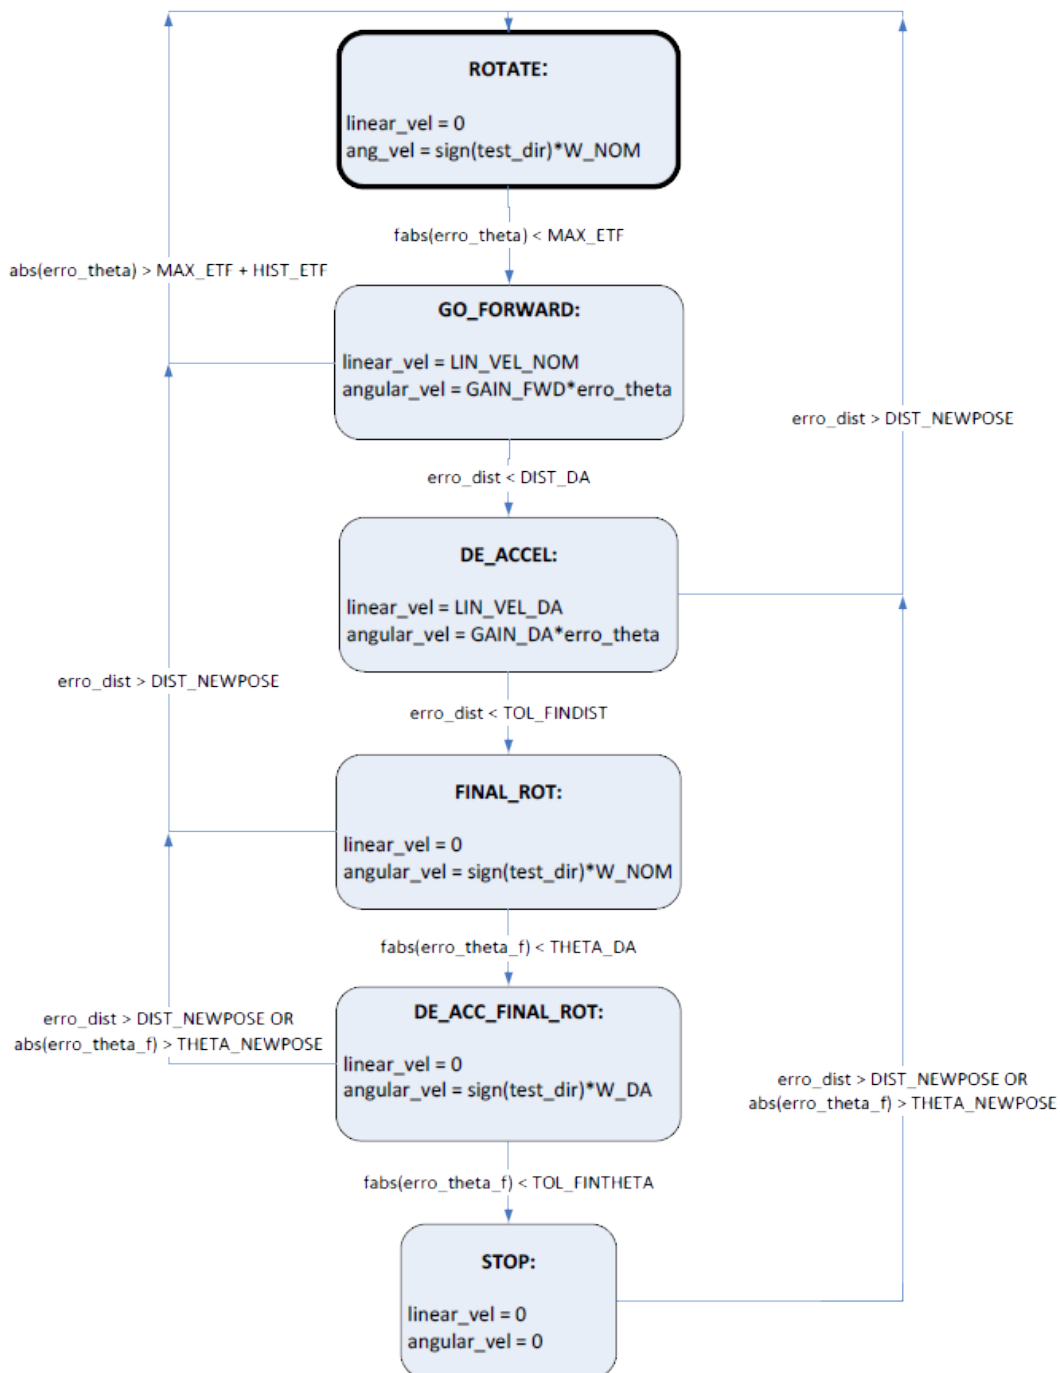 ROTATE:
linear_vel = 0
ang_vel = sign(test_dir)*W_NOM
fabs(erro_theta) < MAX_ETF
abs(erro_theta) > MAX_ETF + HIST_ETF
GO_FORWARD:
linear_vel = LIN_VEL_NOM
angular_vel = GAIN_FWD*erro_theta
erro_dist > DIST_NEWPOSE
erro_dist < DIST_DA
DE_ACCEL:
linear_vel = LIN_VEL_DA
angular_vel = GAIN_DA*erro_theta
erro_dist > DIST_NEWPOSE
erro_dist < TOL_FINDIST
FINAL_ROT:
linear_vel = 0
angular_vel = sign(test_dir)*W_NOM
fabs(erro_theta_f) < THETA_DA
erro_dist > DIST_NEWPOSE OR
abs(erro_theta_f) > THETA_NEWPOSE
DE_ACC_FINAL_ROT:
linear_vel = 0
angular_vel = sign(test_dir)*W_DA
erro_dist > DIST_NEWPOSE OR
abs(erro_theta_f) > THETA_NEWPOSE
fabs(erro_theta_f) < TOL_FINTHETA
STOP:
linear_vel = 0
angular_vel = 0